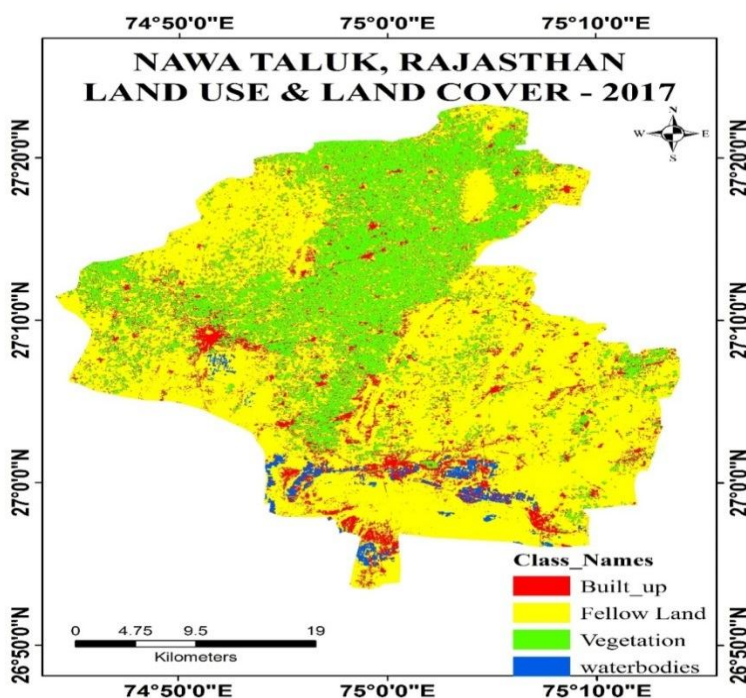 74°50'0"E 75°0'0"E 75°10'0"E
NAWA TALUK, RAJASTHAN
LAND USE & LAND COVER - 2017
N
W E
S
27°20'0"N 27°20'0"N
27°10'0"N 27°10'0"N
27°0'0"N 27°0'0"N
26°50'0"N 26°50'0"N
Class_Names
Built_up
Fellow Land
Vegetation
waterbodies
0 4.75 9.5 19
Kilometers
74°50'0"E 75°0'0"E 75°10'0"E